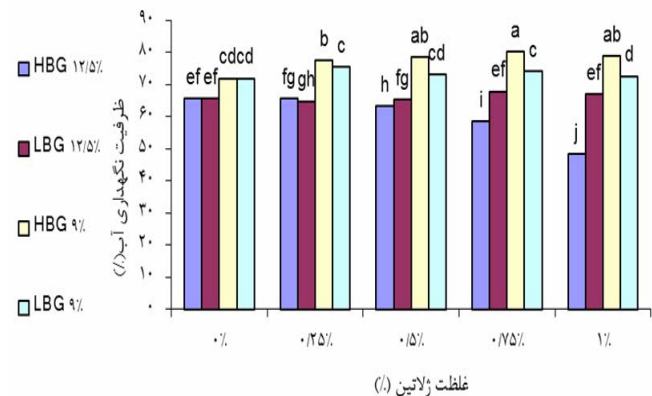 HBG ۱۲/۵٪
LBG ۱۲/۵٪
HBG ۹٪
LBG ۹٪
ظرفیت نگهداری آب(٪)
۹۰
۸۰
۷۰
۶۰
۵۰
۴۰
۳۰
۲۰
۱۰
۰
ef ef cd cd
fg gh b c
h fg ab cd
i ef a c
j ef ab d
۰٪ ۰/۲۵٪ ۰/۵٪ ۰/۷۵٪ ۱٪
غلظت ژلاتین (٪)